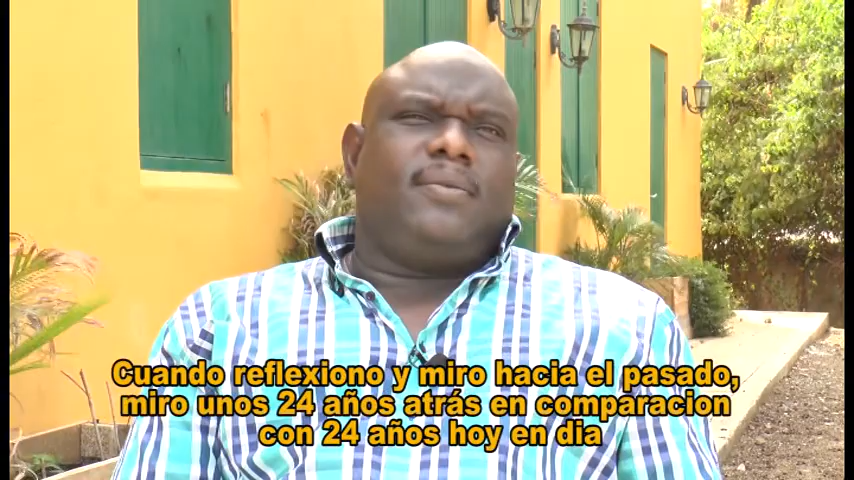 Cuando reflexiono y miro hacia el pasado,
miro unos 24 años atrás en comparacion
con 24 años hoy en dia